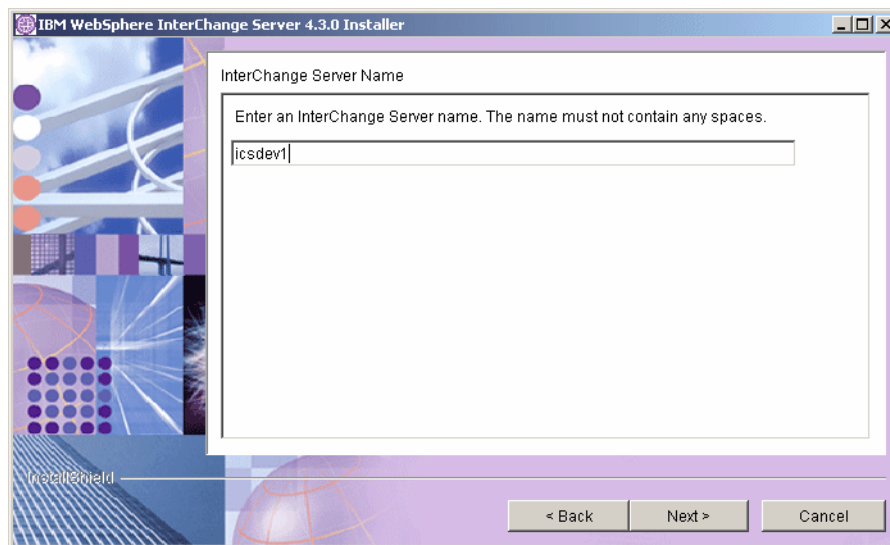 IBM WebSphere InterChange Server 4.3.0 Installer
InterChange Server Name
Enter an InterChange Server name. The name must not contain any spaces.
icsdev1
InstallShield
< Back
Next >
Cancel